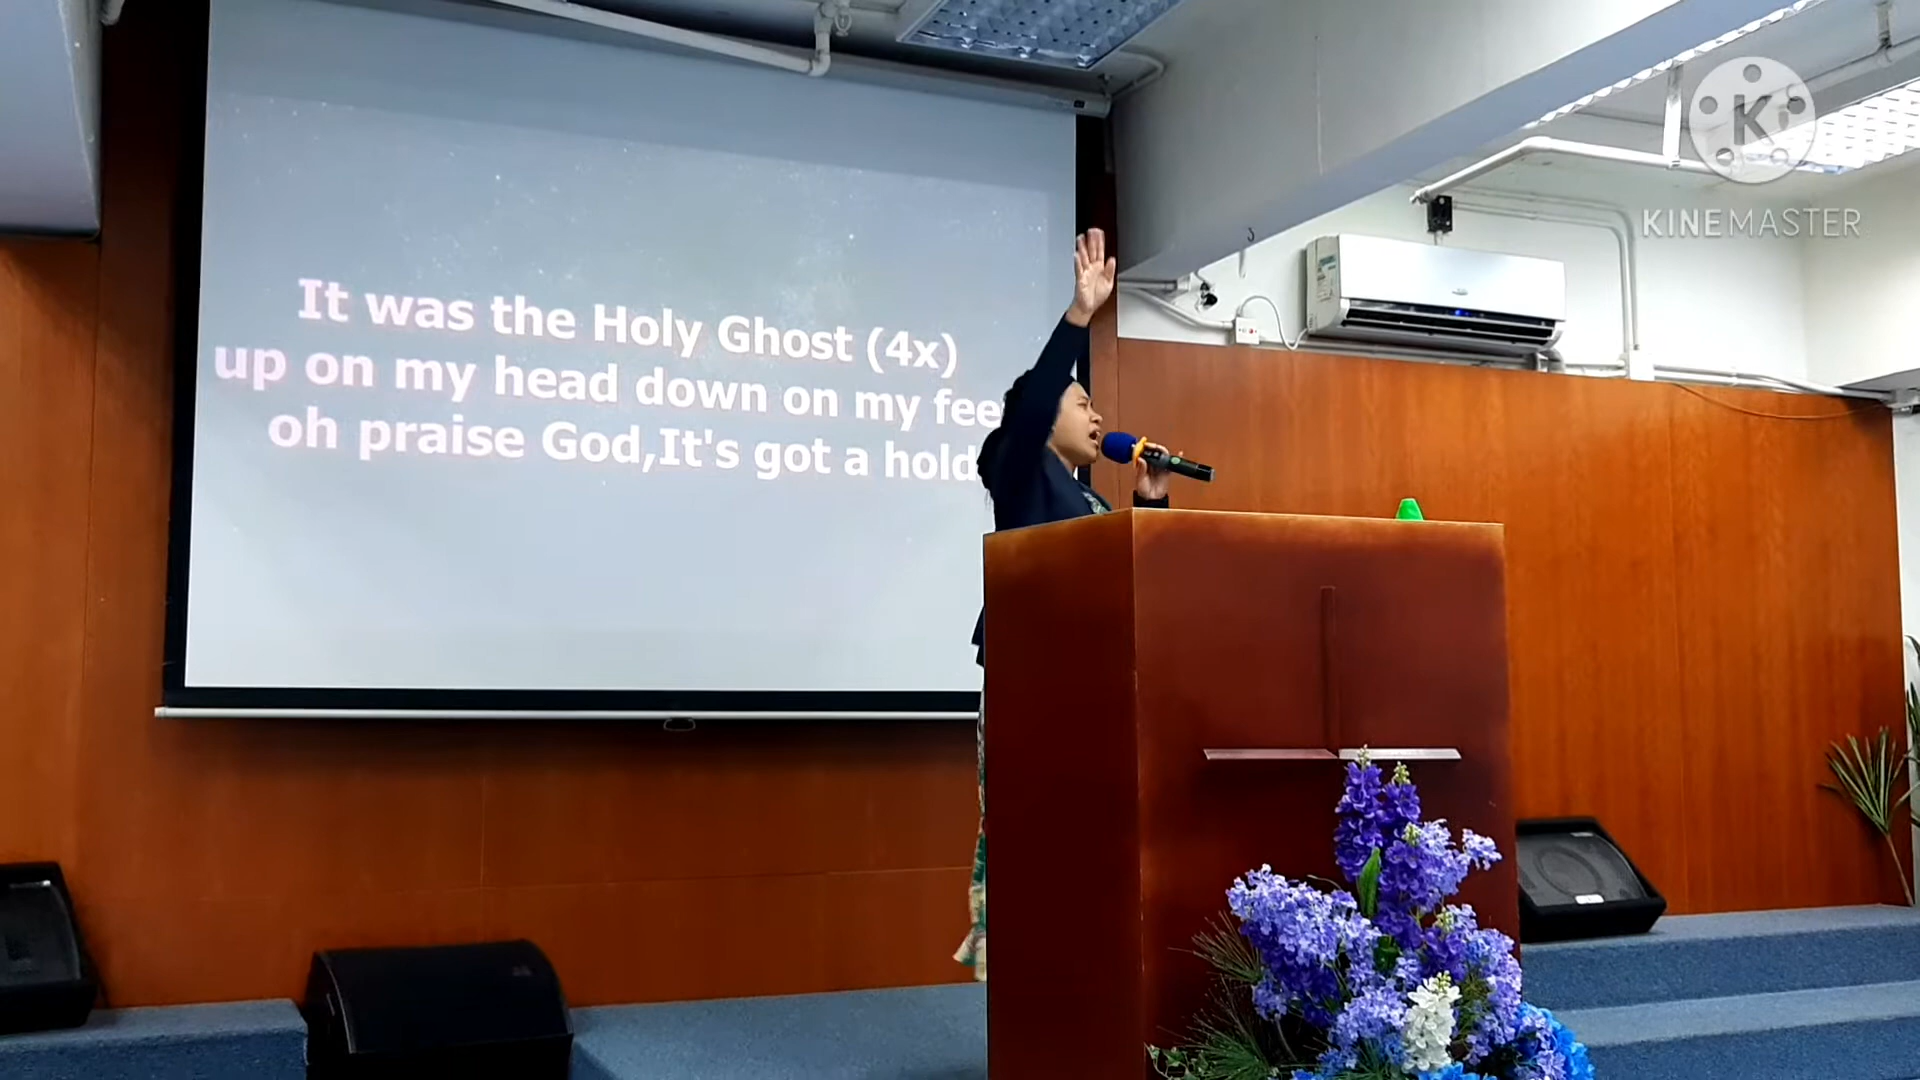 It was the Holy Ghost (4x)
up on my head down on my fee
oh praise God,It's got a hold
K
KINEMASTER